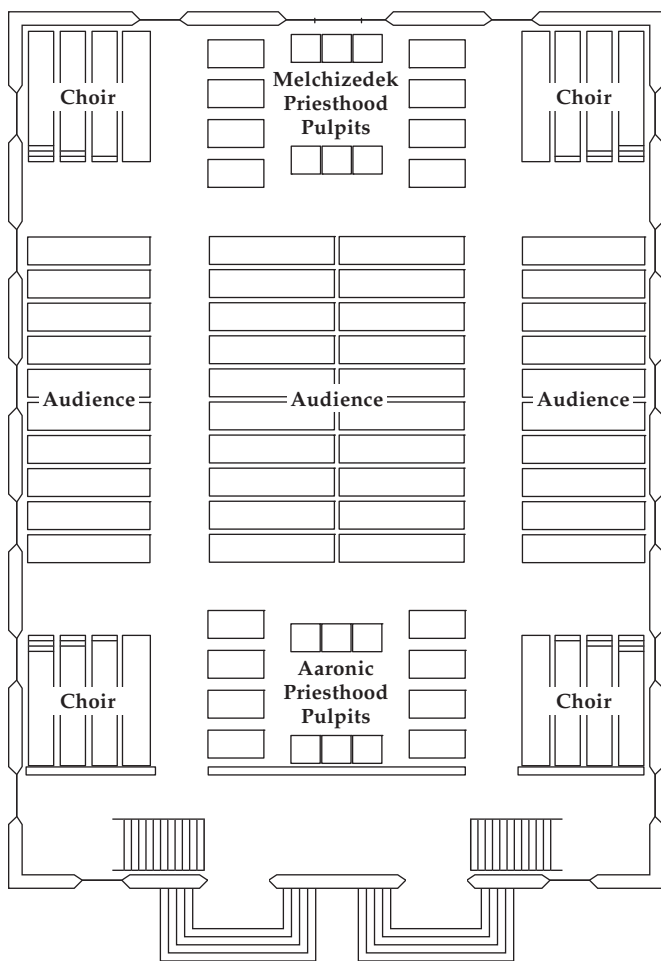 Choir
Melchizedek
Priesthood
Pulpits
Choir
Audience
Audience
Audience
Choir
Aaronic
Priesthood
Pulpits
Choir